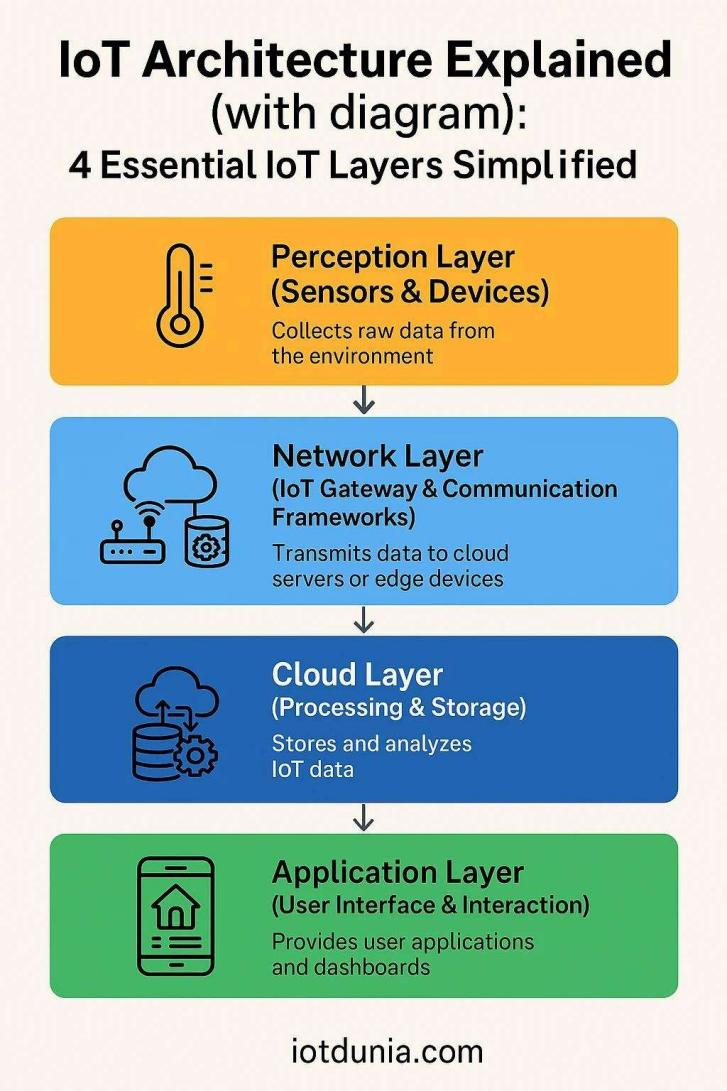 IoT Architecture Explained
(with diagram):
4 Essential IoT Layers Simplified
Perception Layer
(Sensors & Devices)
Collects raw data from
the environment
Network Layer
(IoT Gateway & Communication
Frameworks)
Transmits data to cloud
servers or edge devices
Cloud Layer
(Processing & Storage)
Stores and analyzes
IoT data
Application Layer
(User Interface & Interaction)
Provides user applications
and dashboards
iotdunia.com